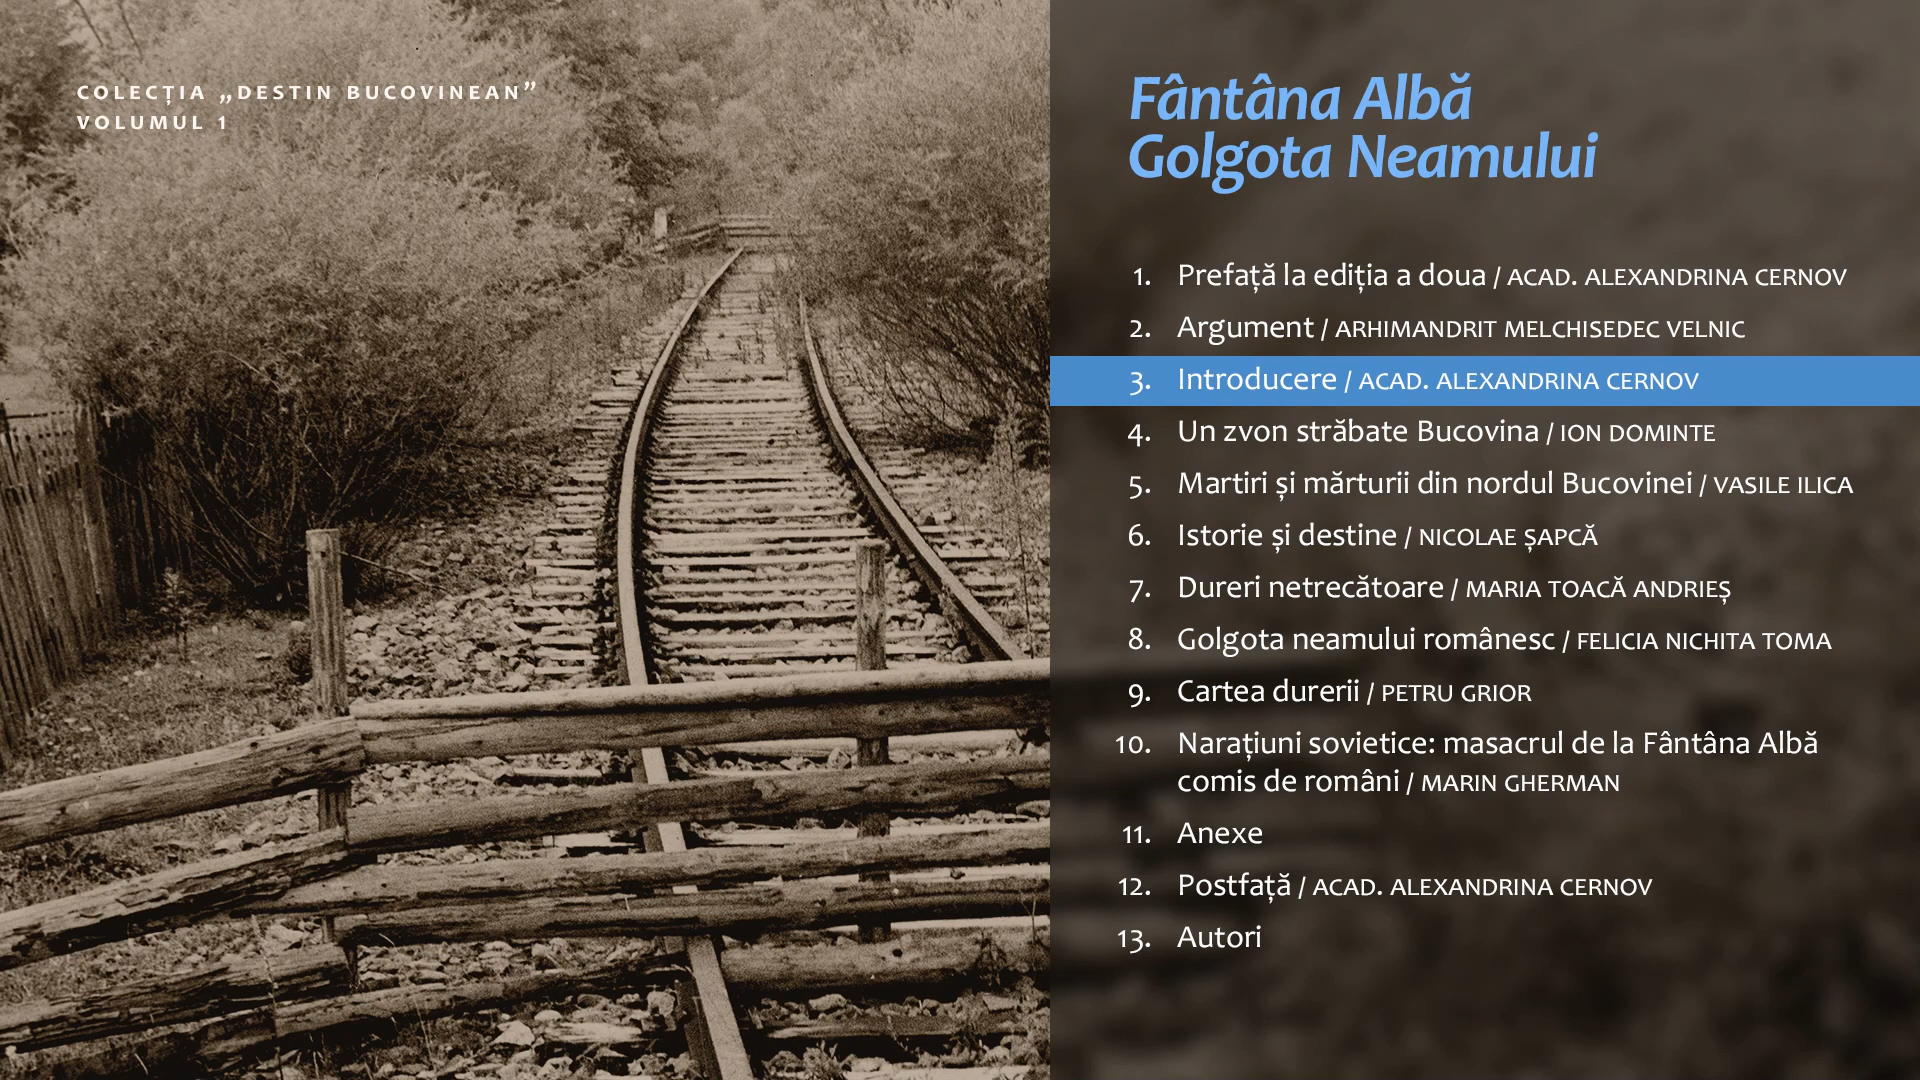 COLECȚIA „DESTIN BUCOVINEAN”
VOLUMUL 1
Fântâna Albă
Golgota Neamului
1. Prefață la ediția a doua / ACAD. ALEXANDRINA CERNOV
2. Argument / ARHIMANDRIT MELCHISEDEC VELNIC
3. Introducere / ACAD. ALEXANDRINA CERNOV
4. Un zvon străbate Bucovina / ION DOMINTE
5. Martiri și mărturii din nordul Bucovinei / VASILE ILICA
6. Istorie și destine / NICOLAE ȘAPCĂ
7. Dureri netrecătoare / MARIA TOACĂ ANDRIEȘ
8. Golgota neamului românesc / FELICIA NICHITA TOMA
9. Cartea durerii / PETRU GRIOR
10. Narațiuni sovietice: masacrul de la Fântâna Albă
comis de români / MARIN GHERMAN
11. Anexe
12. Postfață / ACAD. ALEXANDRINA CERNOV
13. Autori